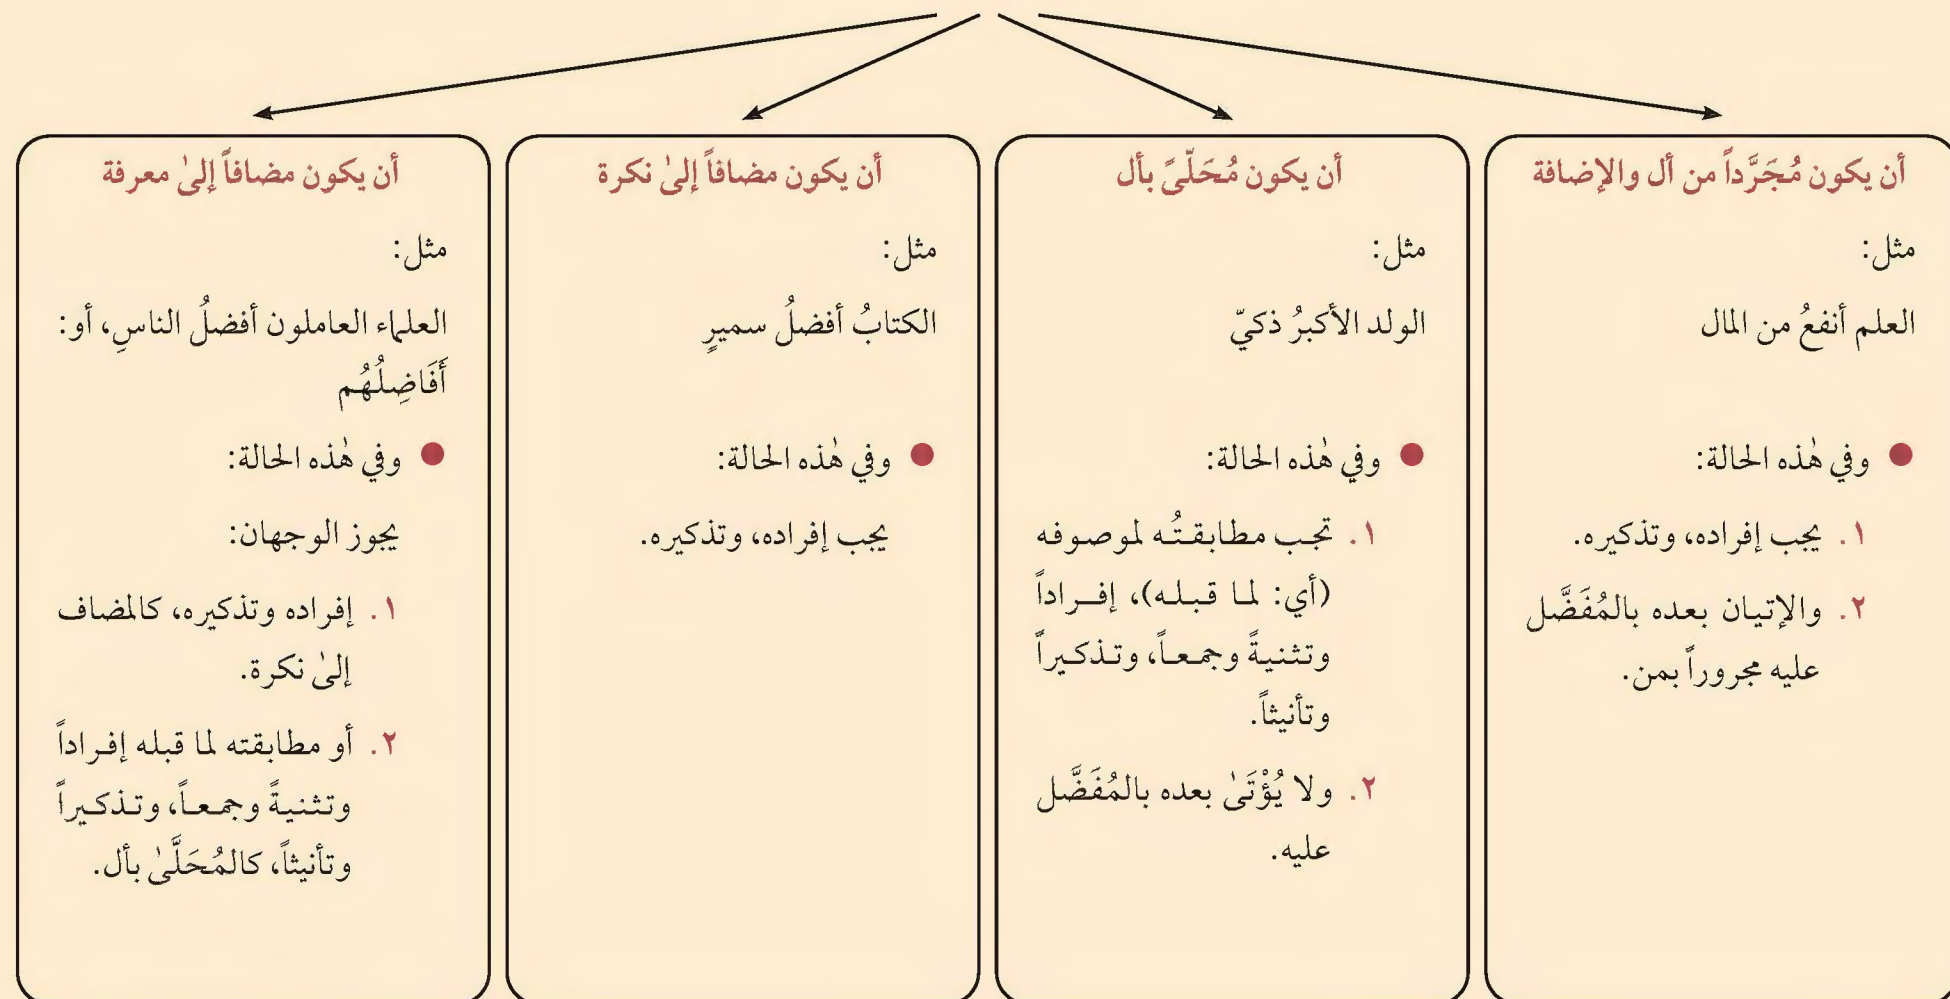 أن يكون مُجَرَّداً من أل والإضافة
مثل:
العلم أنفعُ من المال
● وفي هٰذه الحالة:
١. يجب إفراده، وتذكيره.
٢. والإتيان بعده بالمُفَضَّل
عليه مجروراً بمن.
أن يكون مُحَلّىً بأل
مثل:
الولد الأكبرُ ذكيّ
● وفي هٰذه الحالة:
١. تجب مطابقتُه لموصوفه
(أي: لما قبله)، إفراداً
وتثنيةً وجمعاً، وتذكيراً
وتأنيثاً.
٢. ولا يُؤْتَىٰ بعده بالمُفَضَّل
عليه.
أن يكون مضافاً إلىٰ نكرة
مثل:
الكتابُ أفضلُ سميرٍ
● وفي هٰذه الحالة:
يجب إفراده، وتذكيره.
أن يكون مضافاً إلىٰ معرفة
مثل:
العلماء العاملون أفضلُ الناسِ، أو:
أَفَاضِلُهُم
● وفي هٰذه الحالة:
يجوز الوجهان:
١. إفراده وتذكيره، كالمضاف
إلىٰ نكرة.
٢. أو مطابقته لما قبله إفراداً
وتثنيةً وجمعاً، وتذكيراً
وتأنيثاً، كالمُحَلَّىٰ بأل.